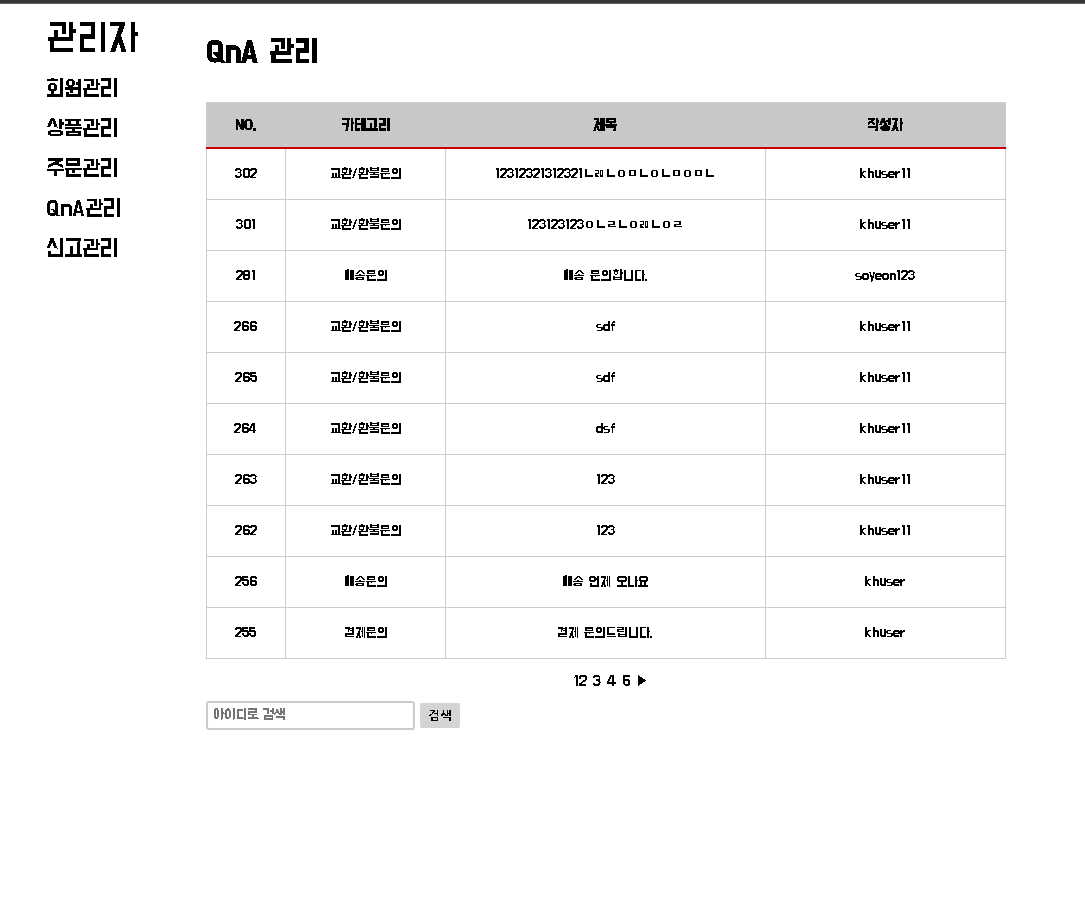 관리자
회원관리
상품관리
주문관리
QnA관리
신고관리
QnA 관리
NO. 카테고리 제목 작성자
302 교환/환불문의 12312321312321ㄴㄻㄴㅇㅁㄴㅇㄴㅁㅇㅁㄴ khuser11
301 교환/환불문의 123123123ㅇㄴㄹㄴㅇㄻㄴㅇㄹ khuser11
281 배송문의 배송 문의합니다. soyeon123
266 교환/환불문의 sdf khuser11
265 교환/환불문의 sdf khuser11
264 교환/환불문의 dsf khuser11
263 교환/환불문의 123 khuser11
262 교환/환불문의 123 khuser11
256 배송문의 배송 언제 오나요 khuser
255 결제문의 결제 문의드립니다. khuser
1 2 3 4 5 ▶
아이디로 검색 검색